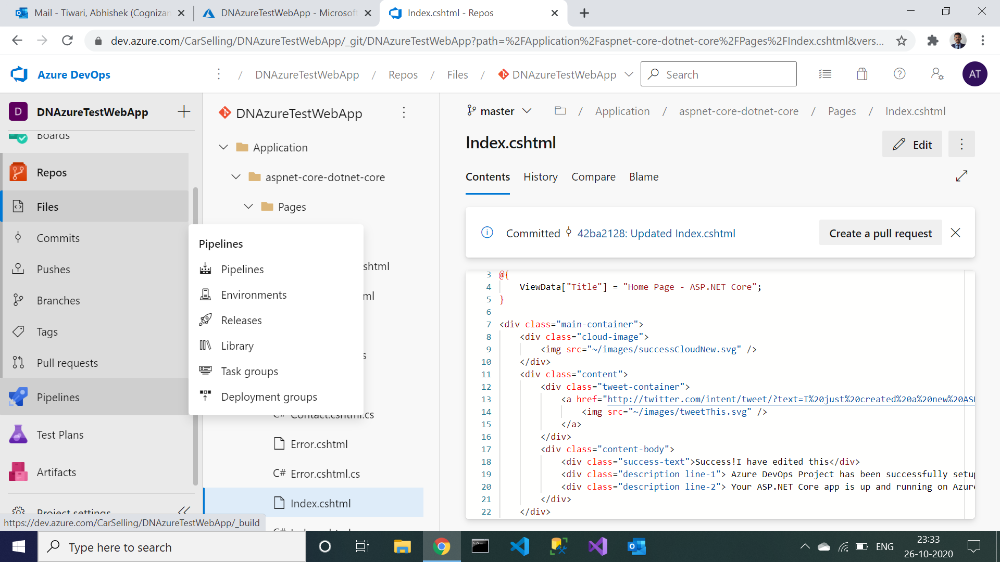 Mail - Tiwari, Abhishek (Cognizan
DNAzureTestWebApp - Microsoft
Index.cshtml - Repos
dev.azure.com/CarSelling/DNAzureTestWebApp/_git/DNAzureTestWebApp?path=%2FApplication%2Faspnet-core-dotnet-core%2FPages%2FIndex.cshtml&vers...
Azure DevOps
/ DNAzureTestWebApp / Repos / Files / DNAzureTestWebApp
Search
AT
D DNAzureTestWebApp
Boards
Repos
Files
Commits
Pushes
Branches
Tags
Pull requests
Pipelines
Test Plans
Artifacts
Project settings
https://dev.azure.com/CarSelling/DNAzureTestWebApp/_build
DNAzureTestWebApp
Application
aspnet-core-dotnet-core
Pages
shtml
ml
s
Pipelines
Pipelines
Environments
Releases
Library
Task groups
Deployment groups
C# Contact.cshtml.cs
Error.cshtml
C# Error.cshtml.cs
Index.cshtml
master / Application / aspnet-core-dotnet-core / Pages / Index.cshtml
Index.cshtml
Edit
Contents History Compare Blame
Committed 42ba2128: Updated Index.cshtml
Create a pull request
3 @{
4 ViewData["Title"] = "Home Page - ASP.NET Core";
5 }
6
7 <div class="main-container">
8 <div class="cloud-image">
9 <img src="~/images/successCloudNew.svg" />
10 </div>
11 <div class="content">
12 <div class="tweet-container">
13 <a href="http://twitter.com/intent/tweet/?text=I%20just%20created%20a%20new%20AS
14 <img src="~/images/tweetThis.svg" />
15 </a>
16 </div>
17 <div class="content-body">
18 <div class="success-text">Success!I have edited this</div>
19 <div class="description line-1"> Azure DevOps Project has been successfully setup
20 <div class="description line-2"> Your ASP.NET Core app is up and running on Azure
21 </div>
22 </div>
Type here to search
ENG
23:33
26-10-2020